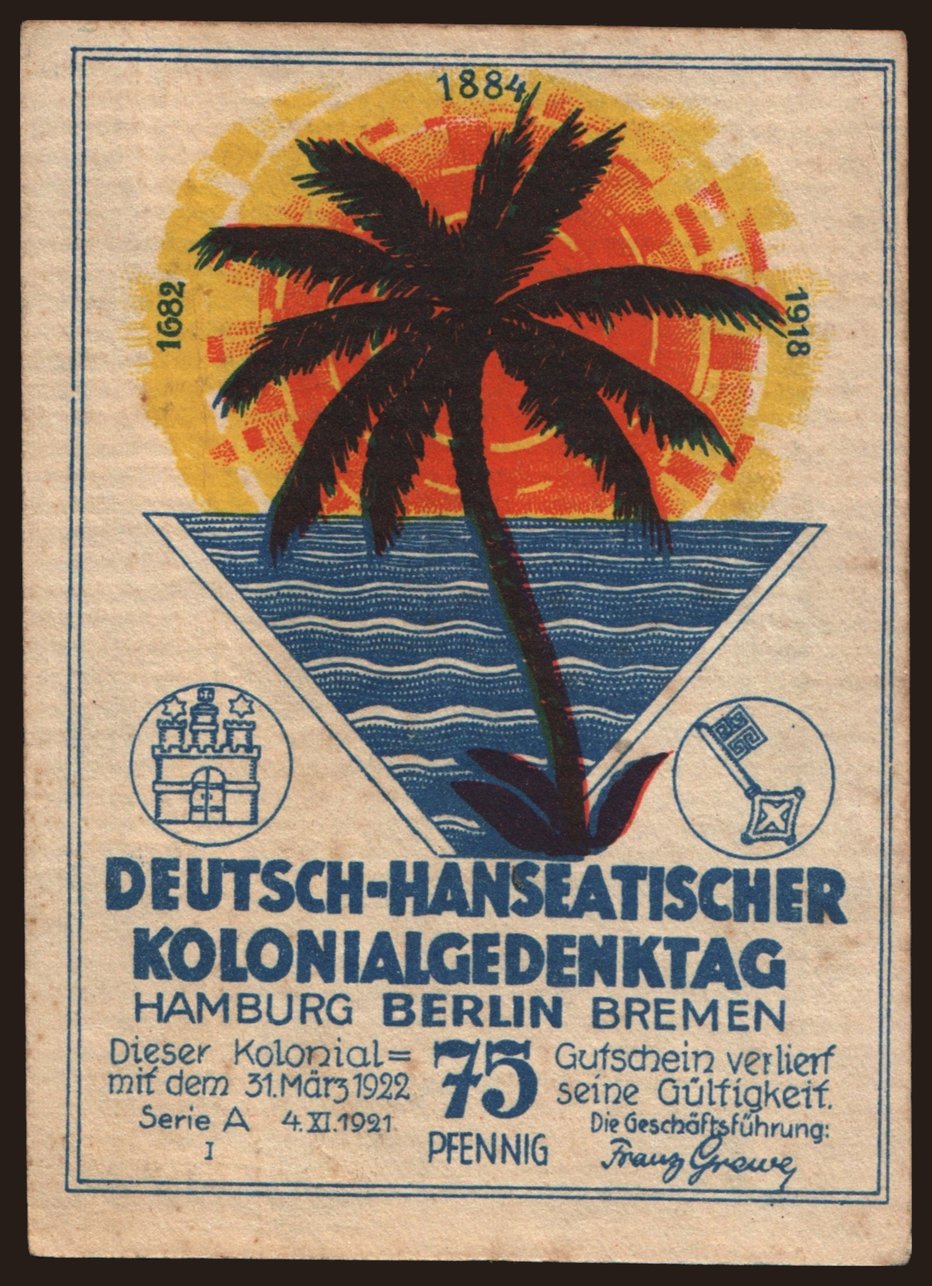 1884
1682
1918
DEUTSCH-HANSEATISCHER
KOLONIALGEDENKTAG
HAMBURG BERLIN BREMEN
Dieser Kolonial= 75 Gutschein verliert
mit dem 31.März 1922 seine Gültigkeit.
Serie A 4.XI.1921 Die Geschäftsführung:
I PFENNIG Franz Grewe